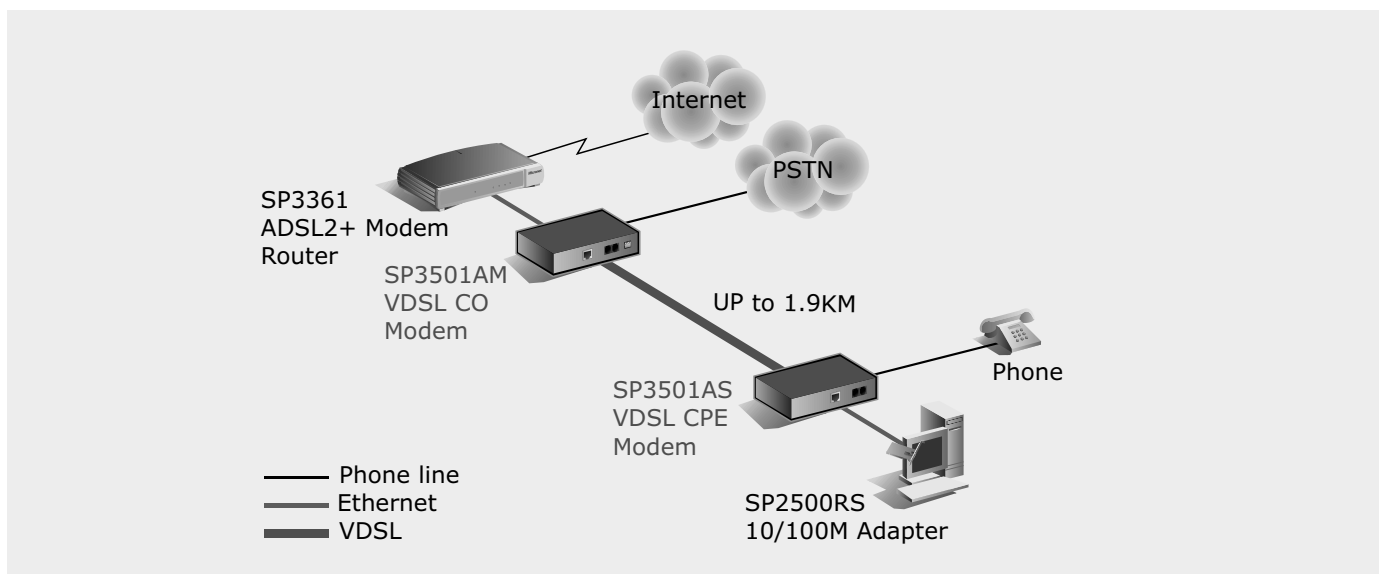 Internet
PSTN
SP3361
ADSL2+ Modem
Router
SP3501AM
VDSL CO
Modem
UP to 1.9KM
Phone
SP3501AS
VDSL CPE
Modem
Phone line
Ethernet
VDSL
SP2500RS
10/100M Adapter